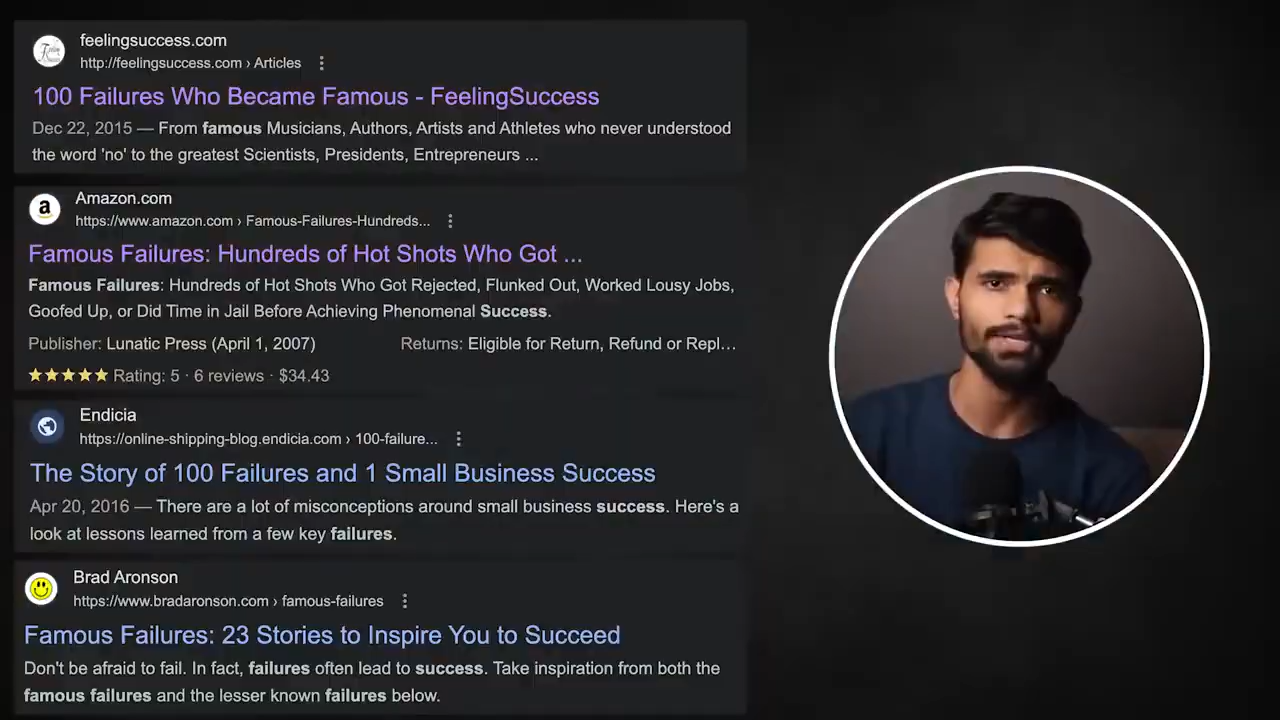 feelingsuccess.com
http://feelingsuccess.com › Articles
100 Failures Who Became Famous - FeelingSuccess
Dec 22, 2015 — From famous Musicians, Authors, Artists and Athletes who never understood
the word 'no' to the greatest Scientists, Presidents, Entrepreneurs ...
Amazon.com
https://www.amazon.com › Famous-Failures-Hundreds...
Famous Failures: Hundreds of Hot Shots Who Got ...
Famous Failures: Hundreds of Hot Shots Who Got Rejected, Flunked Out, Worked Lousy Jobs,
Goofed Up, or Did Time in Jail Before Achieving Phenomenal Success.
Publisher: Lunatic Press (April 1, 2007) Returns: Eligible for Return, Refund or Repl...
Rating: 5 · 6 reviews · $34.43
Endicia
https://online-shipping-blog.endicia.com › 100-failure...
The Story of 100 Failures and 1 Small Business Success
Apr 20, 2016 — There are a lot of misconceptions around small business success. Here's a
look at lessons learned from a few key failures.
Brad Aronson
https://www.bradaronson.com › famous-failures
Famous Failures: 23 Stories to Inspire You to Succeed
Don't be afraid to fail. In fact, failures often lead to success. Take inspiration from both the
famous failures and the lesser known failures below.